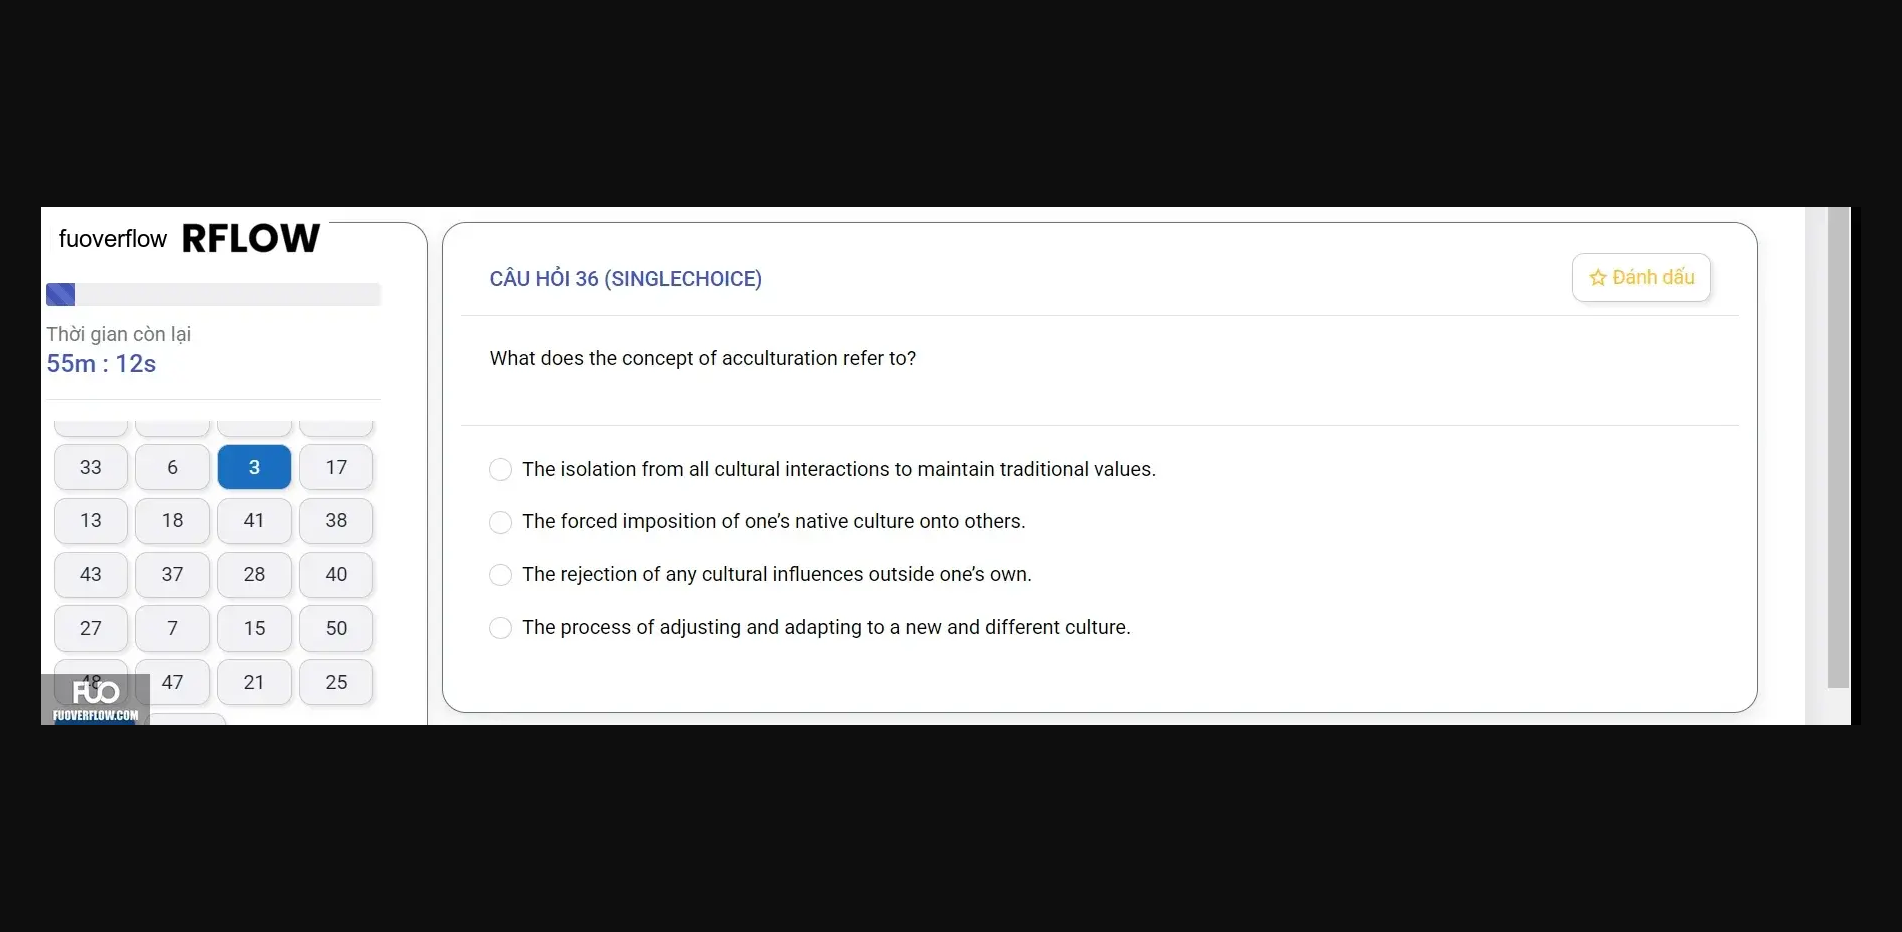 fuoverflow RFLOW
Thời gian còn lại
55m : 12s
33 6 3 17
13 18 41 38
43 37 28 40
27 7 15 50
48 47 21 25
FUO
FUOVERFLOW.COM
CÂU HỎI 36 (SINGLECHOICE)
Đánh dấu
What does the concept of acculturation refer to?
The isolation from all cultural interactions to maintain traditional values.
The forced imposition of one’s native culture onto others.
The rejection of any cultural influences outside one’s own.
The process of adjusting and adapting to a new and different culture.